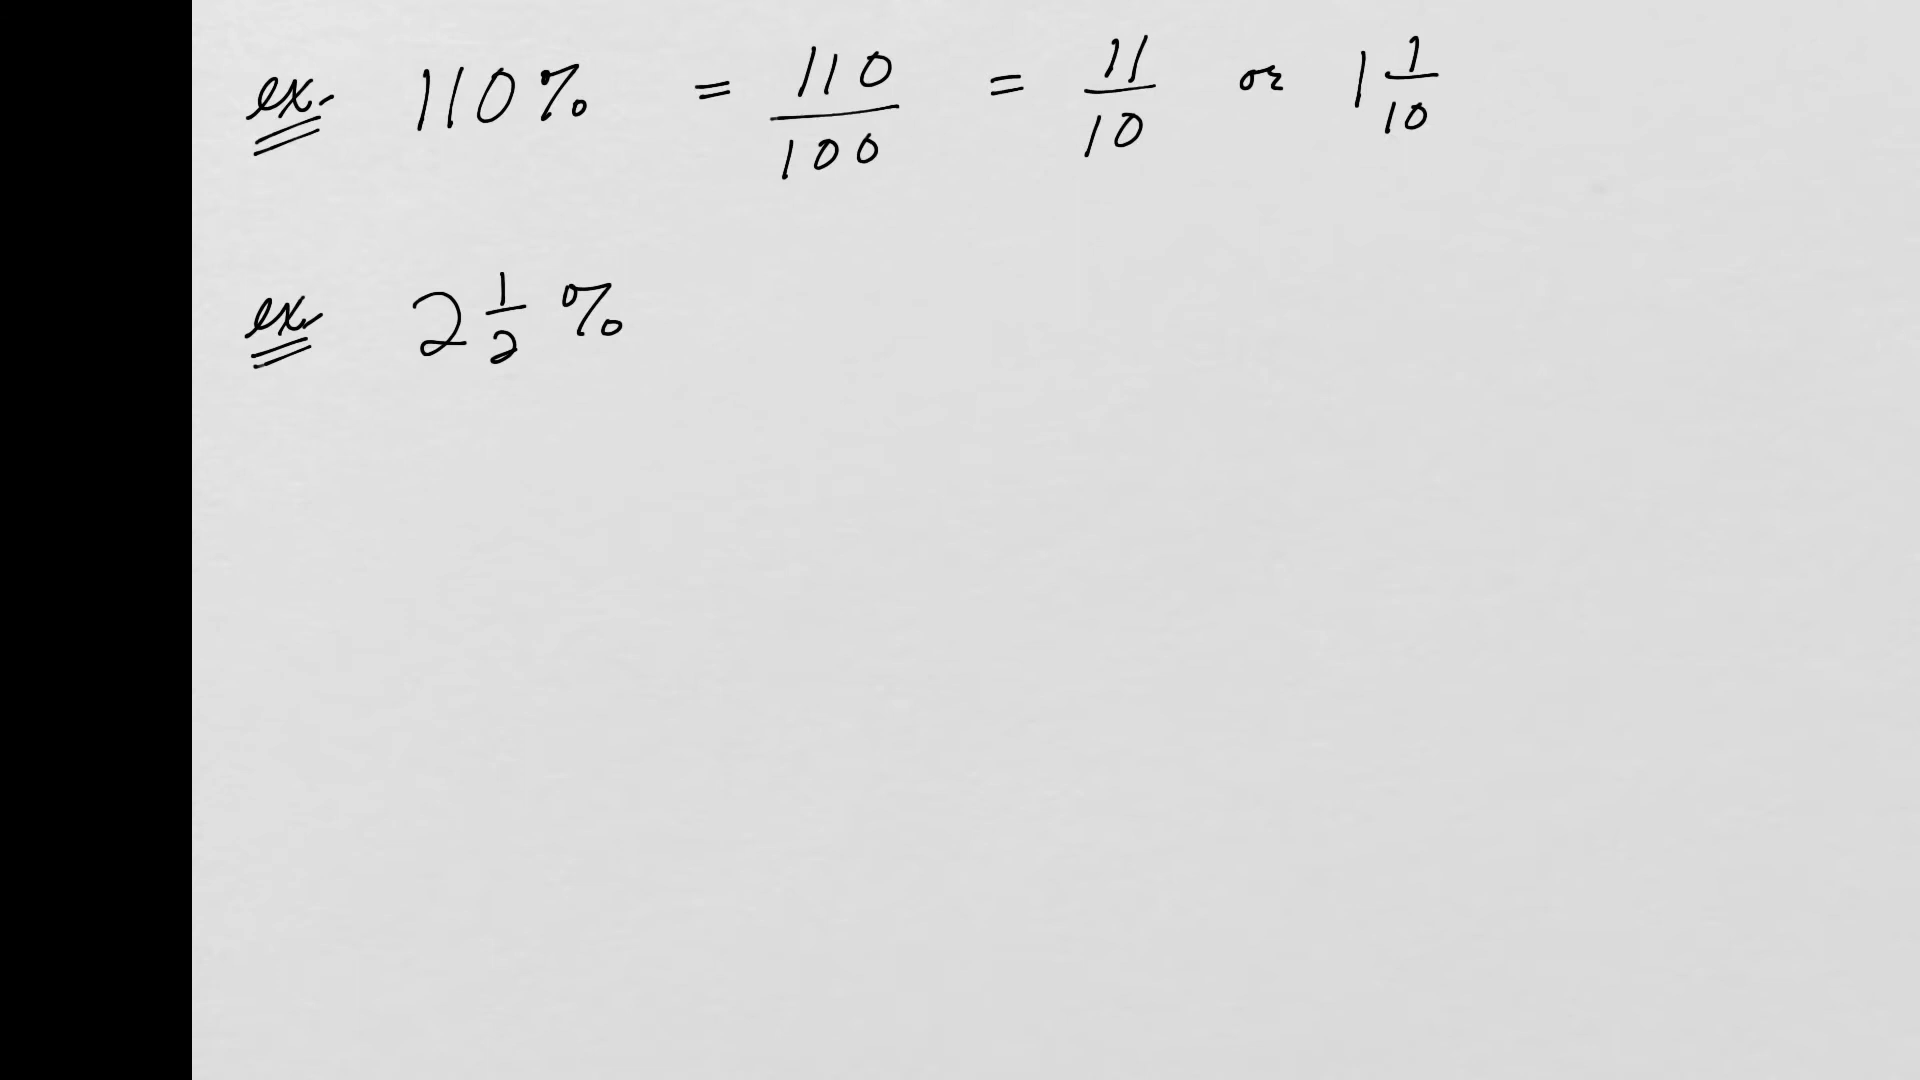 ex. 110% = 110/100 = 11/10 or 1 1/10
ex. 2 1/2 %